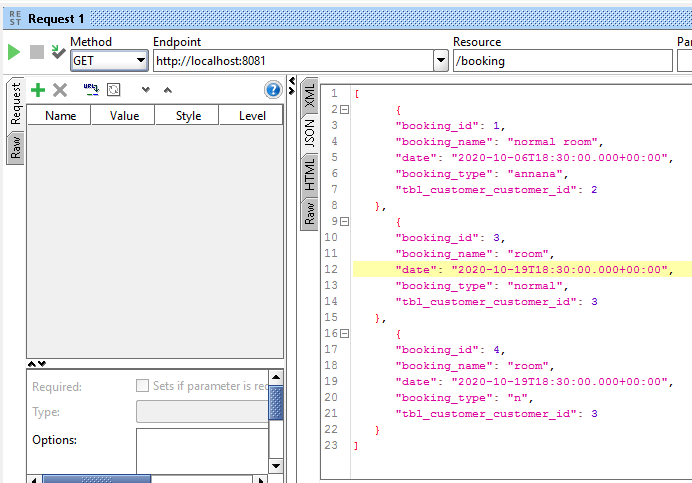 RE
ST
Request 1
Method
Endpoint
Resource
Pa
GET
http://localhost:8081
/booking
Request
Raw
?
Name
Value
Style
Level
Required:
Sets if parameter is rec
Type:
Options:
XML
JSON
HTML
Raw
1 [
2 {
3 "booking_id": 1,
4 "booking_name": "normal room",
5 "date": "2020-10-06T18:30:00.000+00:00",
6 "booking_type": "annana",
7 "tbl_customer_customer_id": 2
8 },
9 {
10 "booking_id": 3,
11 "booking_name": "room",
12 "date": "2020-10-19T18:30:00.000+00:00",
13 "booking_type": "normal",
14 "tbl_customer_customer_id": 3
15 },
16 {
17 "booking_id": 4,
18 "booking_name": "room",
19 "date": "2020-10-19T18:30:00.000+00:00",
20 "booking_type": "n",
21 "tbl_customer_customer_id": 3
22 }
23 ]